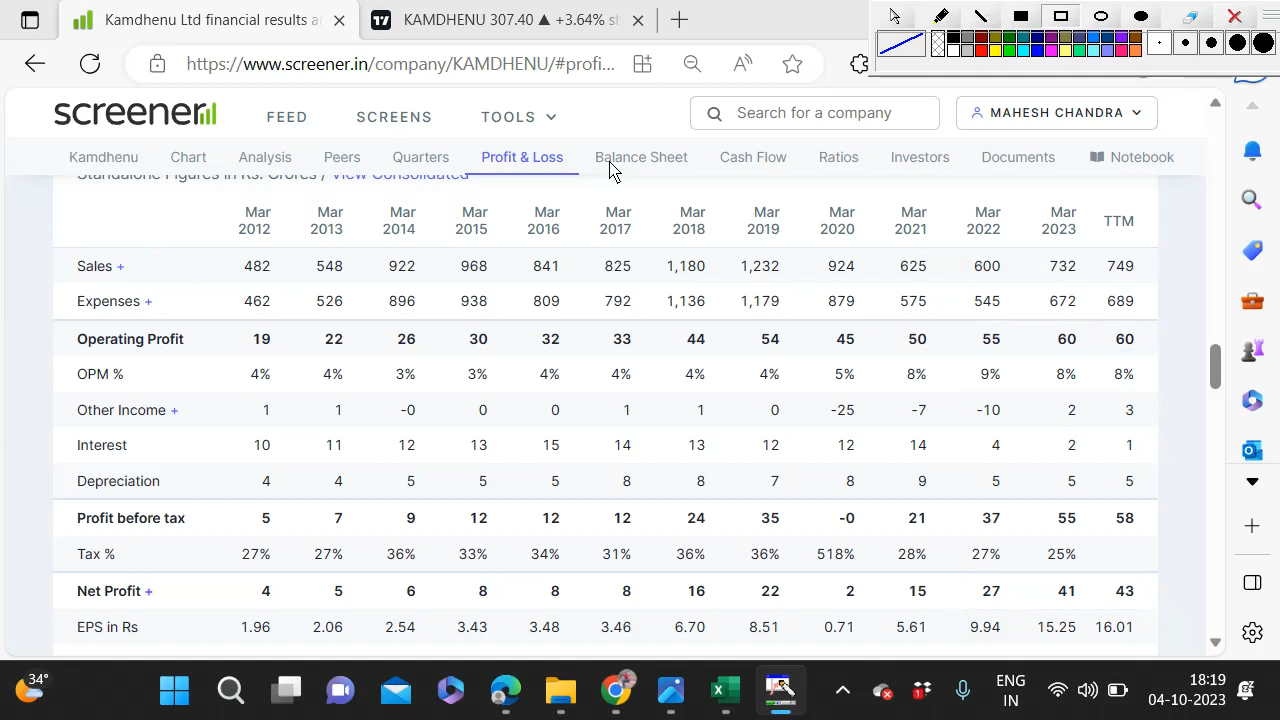 Kamdhenu Ltd financial results a
KAMDHENU 307.40 ▲ +3.64%
https://www.screener.in/company/KAMDHENU/#profi...
screener
FEED SCREENS TOOLS
Search for a company
MAHESH CHANDRA
Kamdhenu Chart Analysis Peers Quarters Profit & Loss Balance Sheet Cash Flow Ratios Investors Documents Notebook
Standalone Figures in Rs. Crores / View Consolidated
Mar 2012 Mar 2013 Mar 2014 Mar 2015 Mar 2016 Mar 2017 Mar 2018 Mar 2019 Mar 2020 Mar 2021 Mar 2022 Mar 2023 TTM
Sales + 482 548 922 968 841 825 1,180 1,232 924 625 600 732 749
Expenses + 462 526 896 938 809 792 1,136 1,179 879 575 545 672 689
Operating Profit 19 22 26 30 32 33 44 54 45 50 55 60 60
OPM % 4% 4% 3% 3% 4% 4% 4% 4% 5% 8% 9% 8% 8%
Other Income + 1 1 -0 0 0 1 1 0 -25 -7 -10 2 3
Interest 10 11 12 13 15 14 13 12 12 14 4 2 1
Depreciation 4 4 5 5 5 8 8 7 8 9 5 5 5
Profit before tax 5 7 9 12 12 12 24 35 -0 21 37 55 58
Tax % 27% 27% 36% 33% 34% 31% 36% 36% 518% 28% 27% 25%
Net Profit + 4 5 6 8 8 8 16 22 2 15 27 41 43
EPS in Rs 1.96 2.06 2.54 3.43 3.48 3.46 6.70 8.51 0.71 5.61 9.94 15.25 16.01
34°
ENG
IN
18:19
04-10-2023